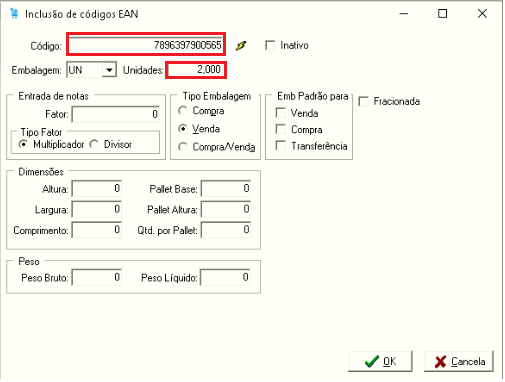 Inclusão de códigos EAN
Código: 7896397900565 Inativo
Embalagem: UN Unidades: 2,000
Entrada de notas
Fator: 0
Tipo Fator
Multiplicador Divisor
Tipo Embalagem
Compra
Venda
Compra/Venda
Emb Padrão para
Venda
Compra
Transferência
Fracionada
Dimensões
Altura: 0 Pallet Base: 0
Largura: 0 Pallet Altura: 0
Comprimento: 0 Qtd. por Pallet: 0
Peso
Peso Bruto: 0 Peso Líquido: 0
OK Cancela